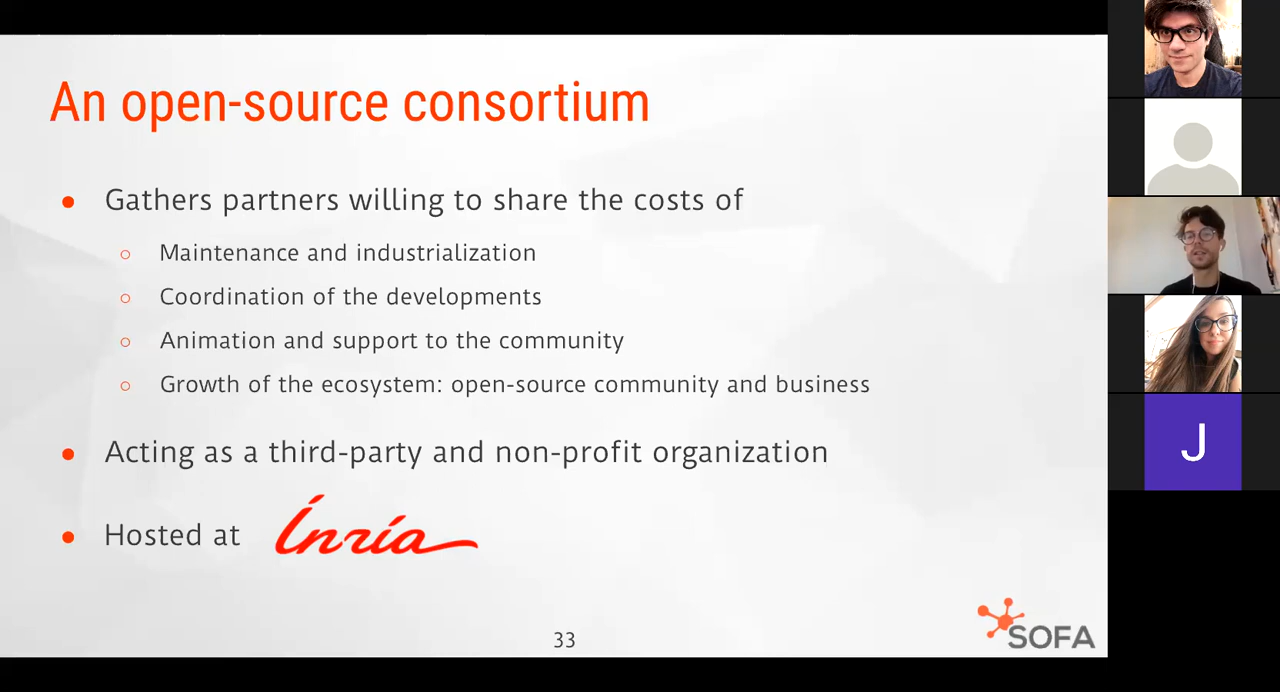 An open-source consortium
● Gathers partners willing to share the costs of
○ Maintenance and industrialization
○ Coordination of the developments
○ Animation and support to the community
○ Growth of the ecosystem: open-source community and business
● Acting as a third-party and non-profit organization
● Hosted at Inria
33
SOFA
J